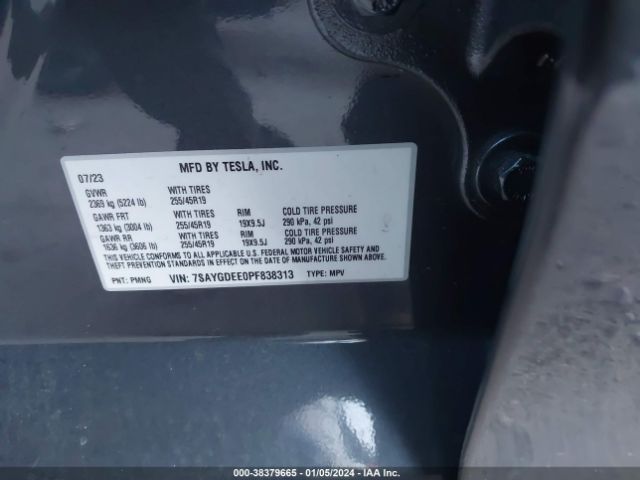 MFD BY TESLA, INC.
07/23
GVWR WITH TIRES
2369 kg (5224 lb) 255/45R19
GAWR FRT WITH TIRES RIM COLD TIRE PRESSURE
1363 kg (3004 lb) 255/45R19 19X9.5J 290 kPa, 42 psi
GAWR RR WITH TIRES RIM COLD TIRE PRESSURE
1636 kg (3606 lb) 255/45R19 19X9.5J 290 kPa, 42 psi
THIS VEHICLE CONFORMS TO ALL APPLICABLE U.S. FEDERAL MOTOR VEHICLE SAFETY AND
THEFT PREVENTION STANDARDS IN EFFECT ON THE DATE OF MANUFACTURE SHOWN ABOVE.
PNT: PMNG VIN: 7SAYGDEE0PF838313 TYPE: MPV
000-38379665 - 01/05/2024 - IAA Inc.